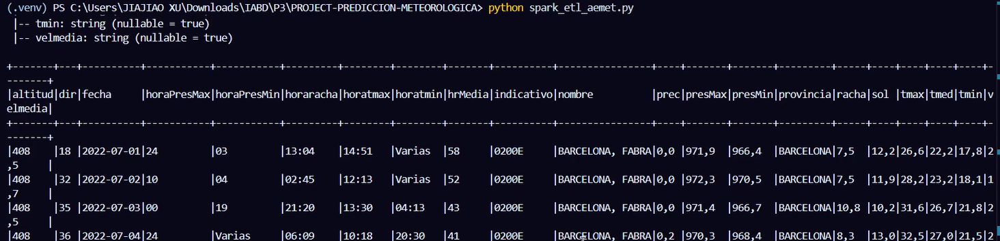 (.venv) PS C:\Users\JIAJIAO XU\Downloads\IABD\P3\PROJECT-PREDICCION-METEOROLOGICA> python spark_etl_aemet.py
 |-- tmin: string (nullable = true)
 |-- velmedia: string (nullable = true)
+-------+---+----------+----------+----------+---------+--------+--------+-------+----------+----------------+----+-------+-------+---------+-----+----+----+----+----+-
-------+
|altitud|dir|fecha     |horaPresMax|horaPresMin|horaracha|horatmax|horatmin|hrMedia|indicativo|nombre          |prec|presMax|presMin|provincia|racha|sol |tmax|tmed|tmin|v
elmedia|
+-------+---+----------+-----------+-----------+---------+--------+--------+-------+----------+----------------+----+-------+-------+---------+-----+----+----+----+----+-
-------+
|408    |18 |2022-07-01|24         |03         |13:04    |14:51   |Varias  |58     |0200E     |BARCELONA, FABRA|0,0 |971,9  |966,4  |BARCELONA|7,5  |12,2|26,6|22,2|17,8|2
,5     |
|408    |32 |2022-07-02|10         |04         |02:45    |12:13   |Varias  |52     |0200E     |BARCELONA, FABRA|0,0 |972,3  |970,5  |BARCELONA|7,5  |11,9|28,2|23,2|18,1|1
,7     |
|408    |35 |2022-07-03|00         |19         |21:20    |13:30   |04:13   |43     |0200E     |BARCELONA, FABRA|0,0 |971,4  |966,7  |BARCELONA|10,8 |10,2|31,6|26,7|21,8|2
,5     |
|408    |36 |2022-07-04|24         |Varias     |06:09    |10:18   |20:30   |41     |0200E     |BARCELONA, FABRA|0,2 |970,3  |968,4  |BARCELONA|8,3  |13,0|32,5|27,0|21,5|2